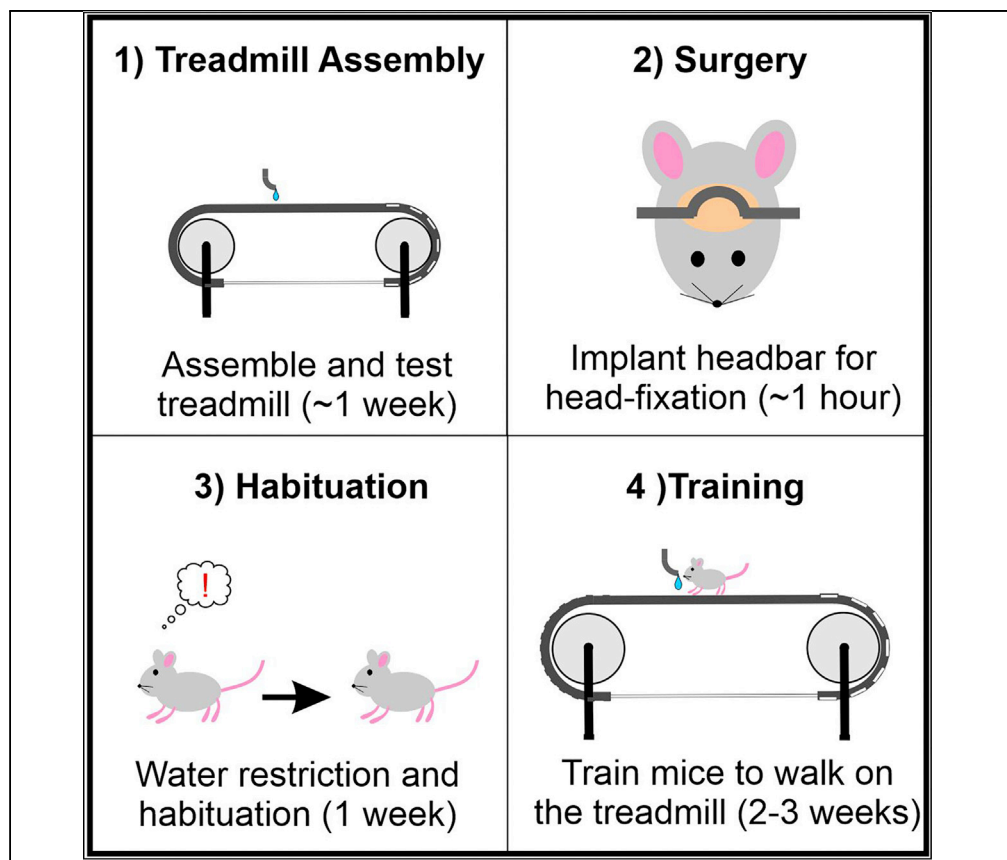 1) Treadmill Assembly
Assemble and test
treadmill (~1 week)
2) Surgery
Implant headbar for
head-fixation (~1 hour)
3) Habituation
!
Water restriction and
habituation (1 week)
4 )Training
Train mice to walk on
the treadmill (2-3 weeks)